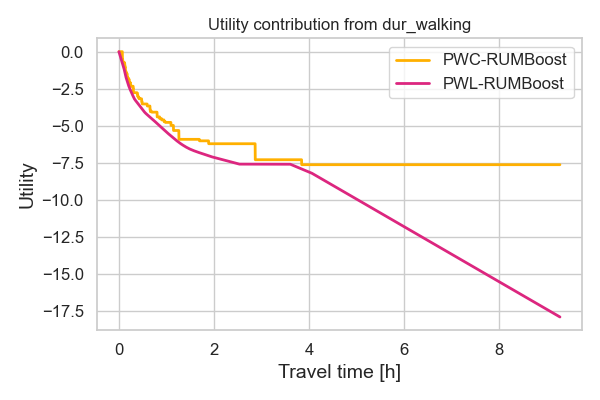 Utility contribution from dur_walking
PWC-RUMBoost
PWL-RUMBoost
Utility
0.0
−2.5
−5.0
−7.5
−10.0
−12.5
−15.0
−17.5
0 2 4 6 8
Travel time [h]